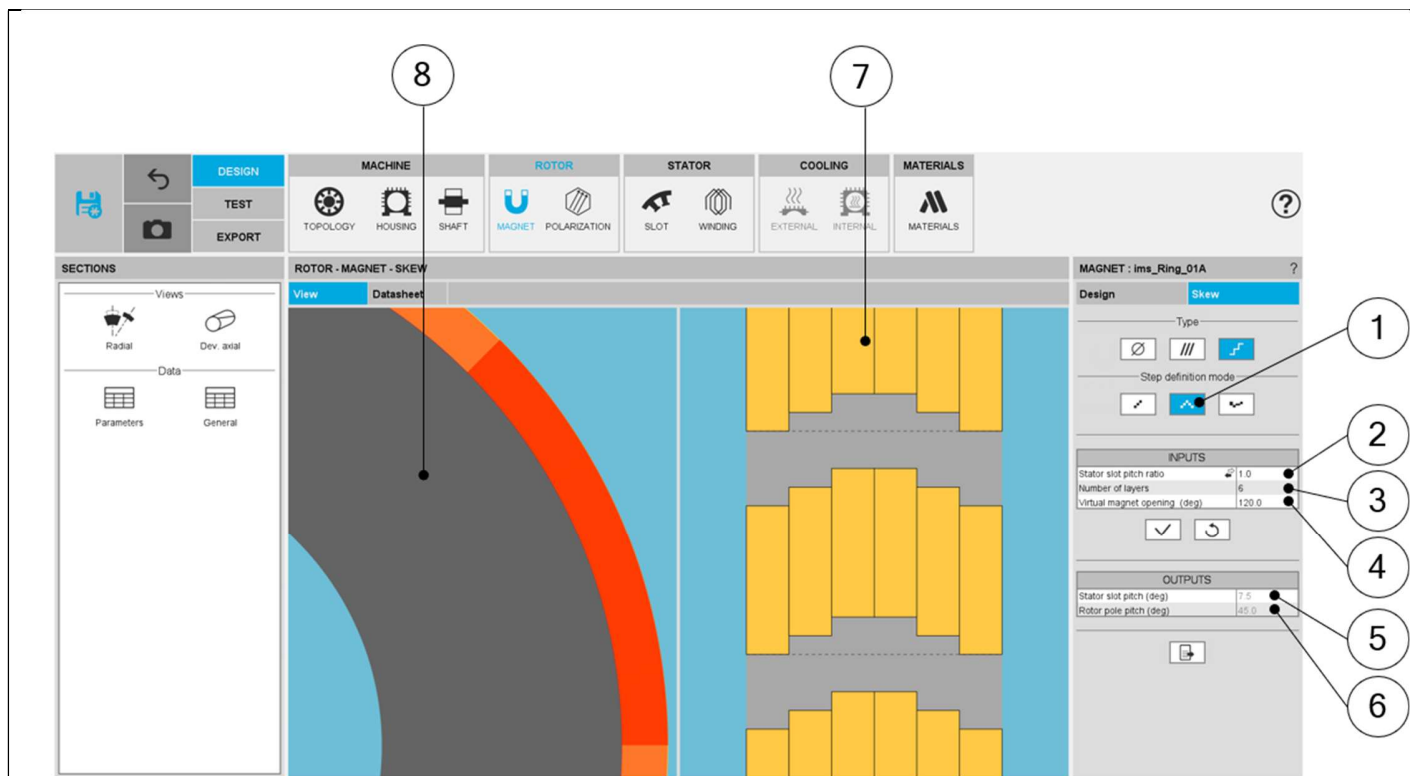 8
7
DESIGN
TEST
EXPORT
MACHINE
TOPOLOGY HOUSING SHAFT
ROTOR
MAGNET POLARIZATION
STATOR
SLOT WINDING
COOLING
EXTERNAL INTERNAL
MATERIALS
MATERIALS
?
SECTIONS
Views
Radial Dev. axial
Data
Parameters General
ROTOR - MAGNET - SKEW
View Datasheet
MAGNET : ims_Ring_01A ?
Design Skew
Type
Step definition mode
INPUTS
Stator slot pitch ratio 1.0
Number of layers 6
Virtual magnet opening (deg) 120.0
OUTPUTS
Stator slot pitch (deg) 7.5
Rotor pole pitch (deg) 45.0
1
2
3
4
5
6